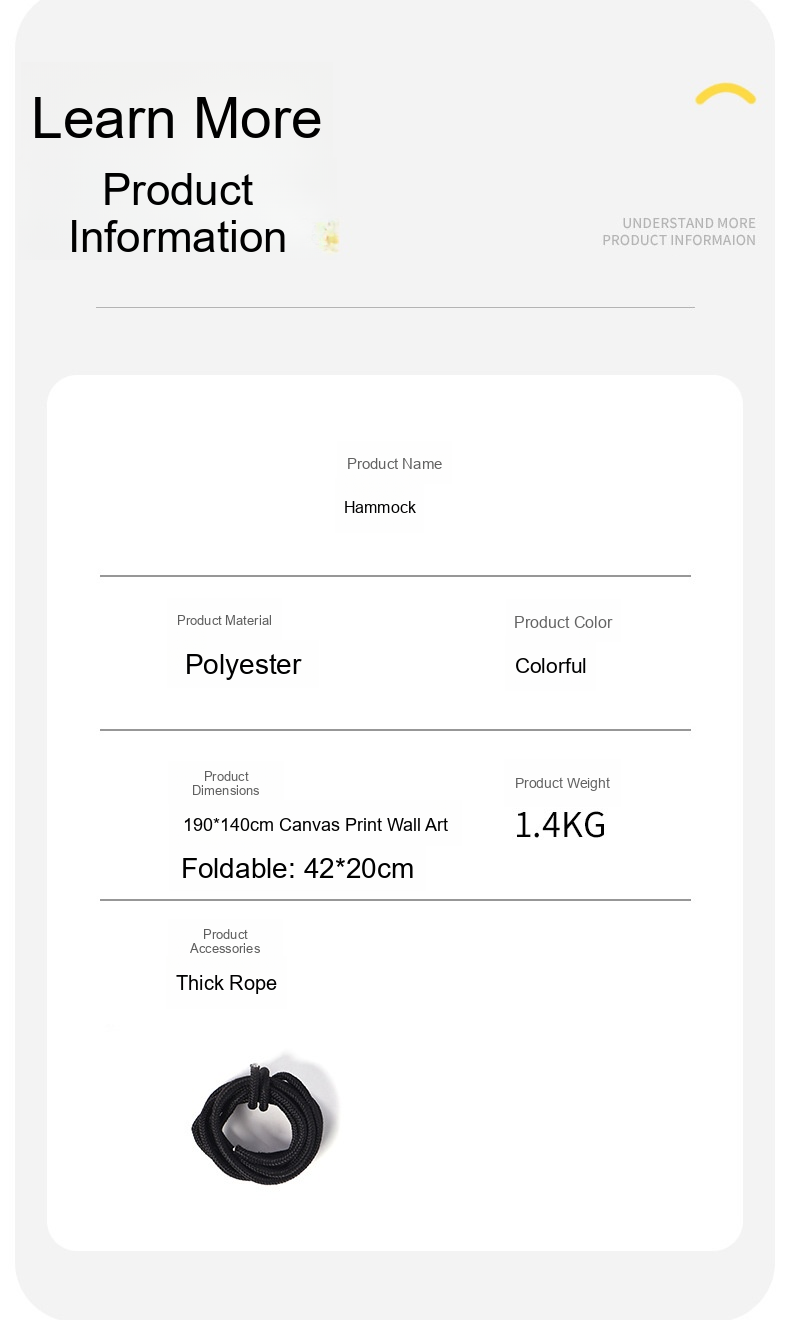 Learn More
Product
Information
UNDERSTAND MORE
PRODUCT INFORMAION
Product Name
Hammock
Product Material
Polyester
Product Color
Colorful
Product
Dimensions
190*140cm Canvas Print Wall Art
Foldable: 42*20cm
Product Weight
1.4KG
Product
Accessories
Thick Rope